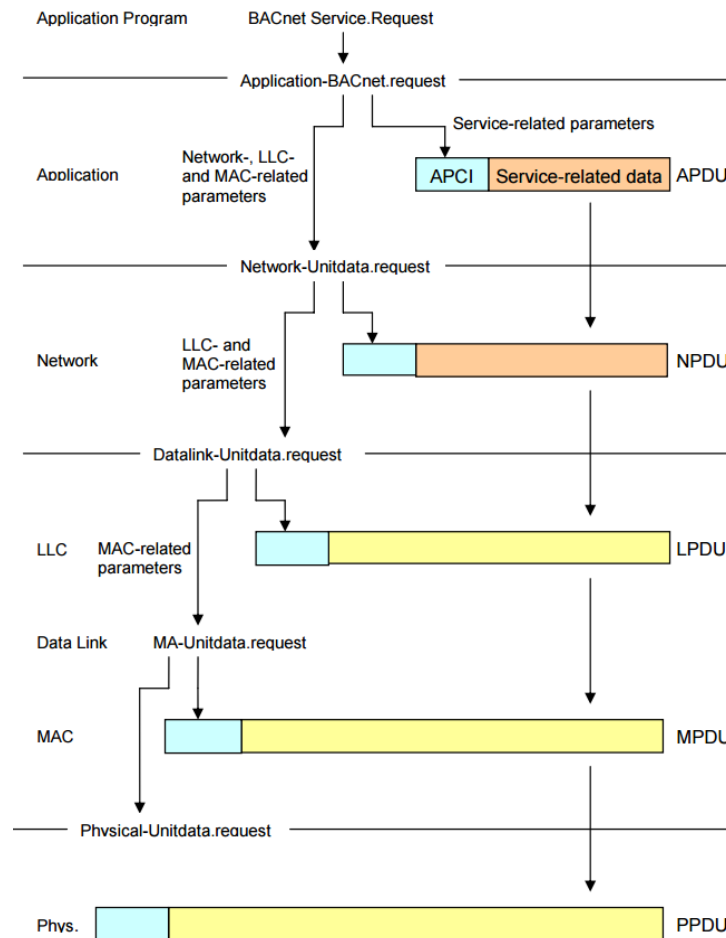 Application Program
BACnet Service.Request
Application-BACnet.request
Service-related parameters
Network-, LLC-
and MAC-related
parameters
Application
APCI
Service-related data
APDU
Network-Unitdata.request
LLC- and
MAC-related
parameters
Network
NPDU
Datalink-Unitdata.request
LLC
MAC-related
parameters
LPDU
Data Link
MA-Unitdata.request
MAC
MPDU
Physical-Unitdata.request
Phys.
PPDU